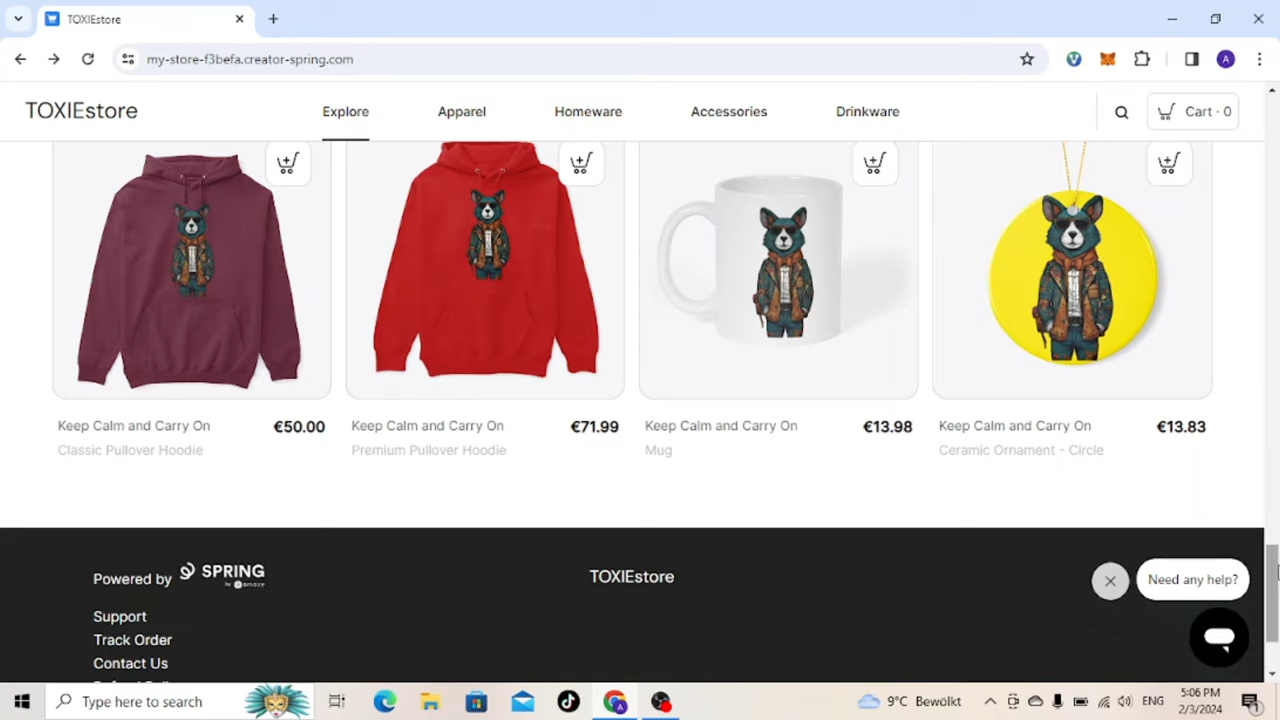 TOXIEstore
my-store-f3befa.creator-spring.com
A
TOXIEstore
Explore
Apparel
Homeware
Accessories
Drinkware
Cart · 0
Keep Calm and Carry On €50.00
Classic Pullover Hoodie
Keep Calm and Carry On €71.99
Premium Pullover Hoodie
Keep Calm and Carry On €13.98
Mug
Keep Calm and Carry On €13.83
Ceramic Ornament - Circle
Powered by SPRING
TOXIEstore
Need any help?
Support
Track Order
Contact Us
Type here to search
9°C Bewölkt
ENG
5:06 PM
2/3/2024
1